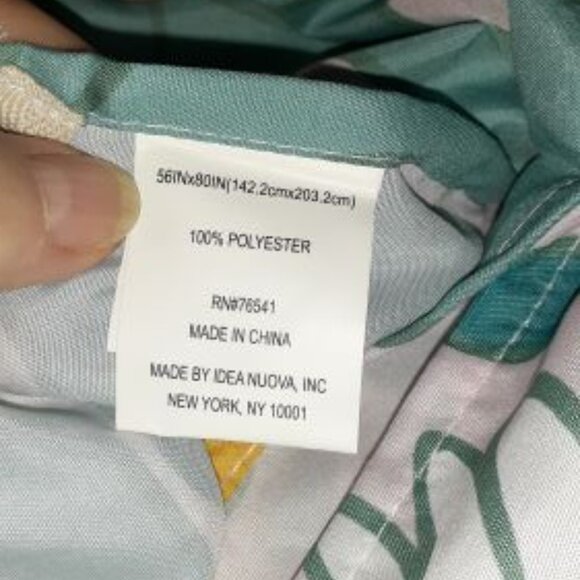 56INx80IN(142.2cmx203.2cm)
100% POLYESTER
RN#76541
MADE IN CHINA
MADE BY IDEA NUOVA, INC
NEW YORK, NY 10001